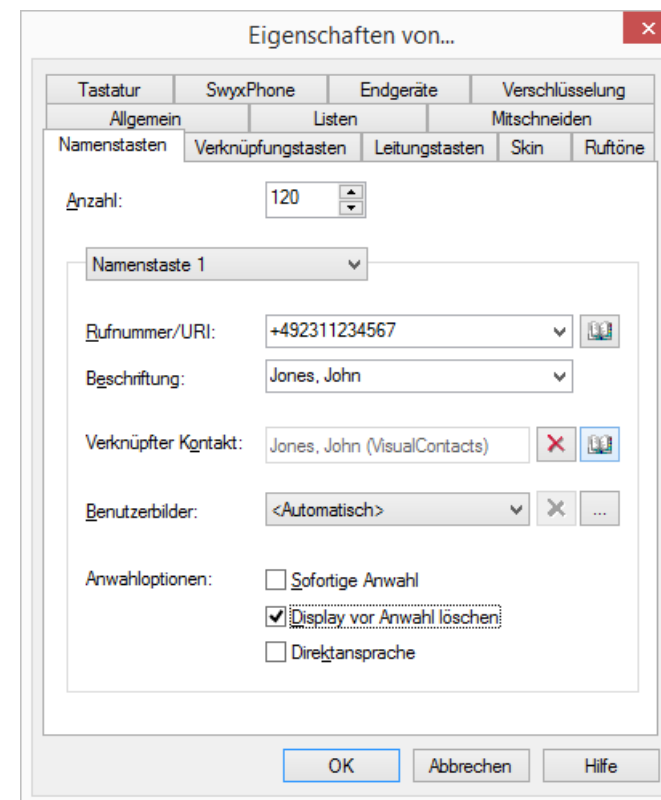 Eigenschaften von...
Tastatur SwyxPhone Endgeräte Verschlüsselung
Allgemein Listen Mitschneiden
Namenstasten Verknüpfungstasten Leitungstasten Skin Ruftöne
Anzahl: 120
Namenstaste 1
Rufnummer/URI: +492311234567
Beschriftung: Jones, John
Verknüpfter Kontakt: Jones, John (VisualContacts)
Benutzerbilder: <Automatisch> ...
Anwahloptionen: Sofortige Anwahl
Display vor Anwahl löschen
Direktansprache
OK Abbrechen Hilfe